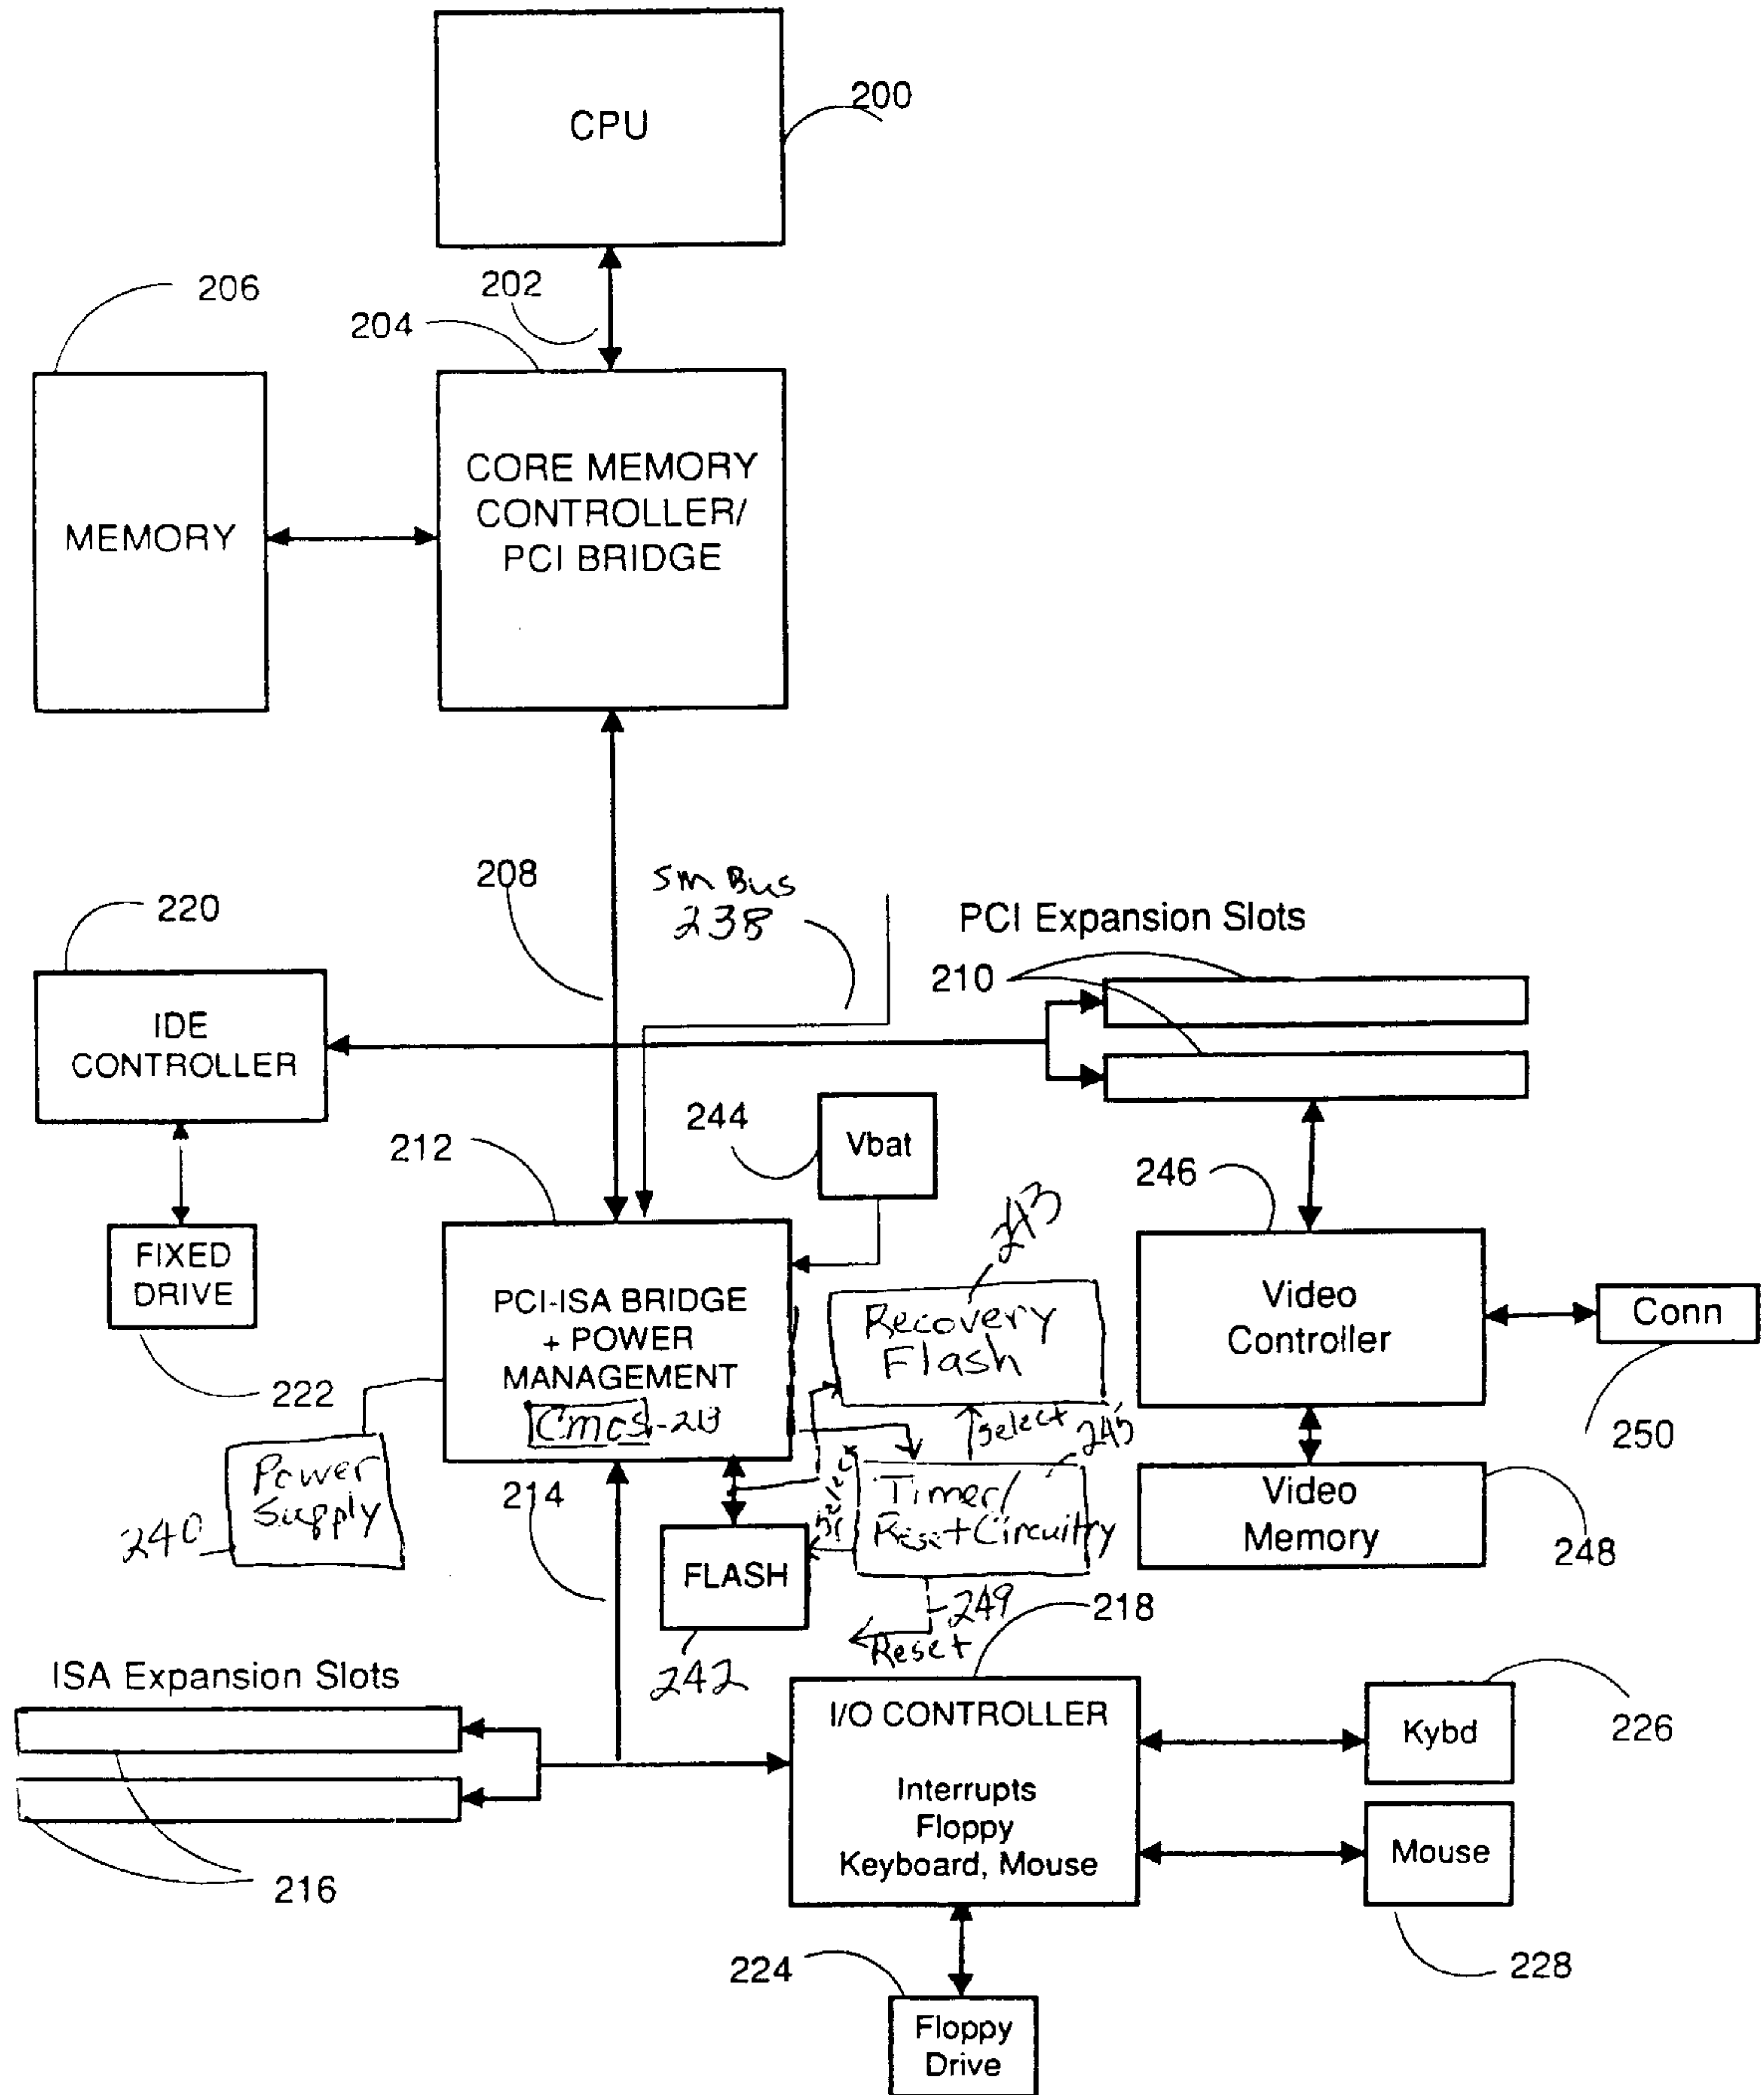 CPU
200
202
204
206
MEMORY
CORE MEMORY
CONTROLLER/
PCI BRIDGE
208
Sm Bus
238
PCI Expansion Slots
210
220
IDE
CONTROLLER
FIXED
DRIVE
222
212
244
Vbat
PCI-ISA BRIDGE
+ POWER
MANAGEMENT
243
Recovery
Flash
Select
245
Timer/
Reset Circuitry
Select
246
Video
Controller
Conn
250
Video
Memory
248
Power
Supply
240
214
FLASH
242
249
Reset
218
ISA Expansion Slots
216
I/O CONTROLLER
Interrupts
Floppy
Keyboard, Mouse
Kybd
226
Mouse
228
224
Floppy
Drive